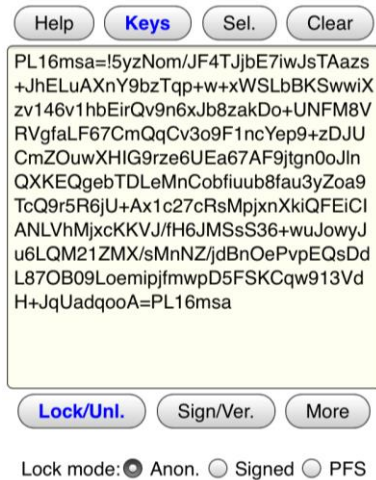 Help Keys Sel. Clear
PL16msa=!5yzNom/JF4TJjbE7iwJsTAazs
+JhELuAXnY9bzTqp+w+xWSLbBKSwwiX
zv146v1hbEirQv9n6xJb8zakDo+UNFM8V
RVgfaLF67CmQqCv3o9F1ncYep9+zDJU
CmZOuwXHIG9rze6UEa67AF9jtgn0oJln
QXKEQgebTDLeMnCobfiuub8fau3yZoa9
TcQ9r5R6jU+Ax1c27cRsMpjxnXkiQFEiCI
ANLVhMjxcKKVJ/fH6JMSsS36+wuJowyJ
u6LQM21ZMX/sMnNZ/jdBnOePvpEQsDd
L87OB09LoemipjfmwpD5FSKCqw913Vd
H+JqUadqooA=PL16msa
Lock/Unl. Sign/Ver. More
Lock mode: Anon. Signed PFS